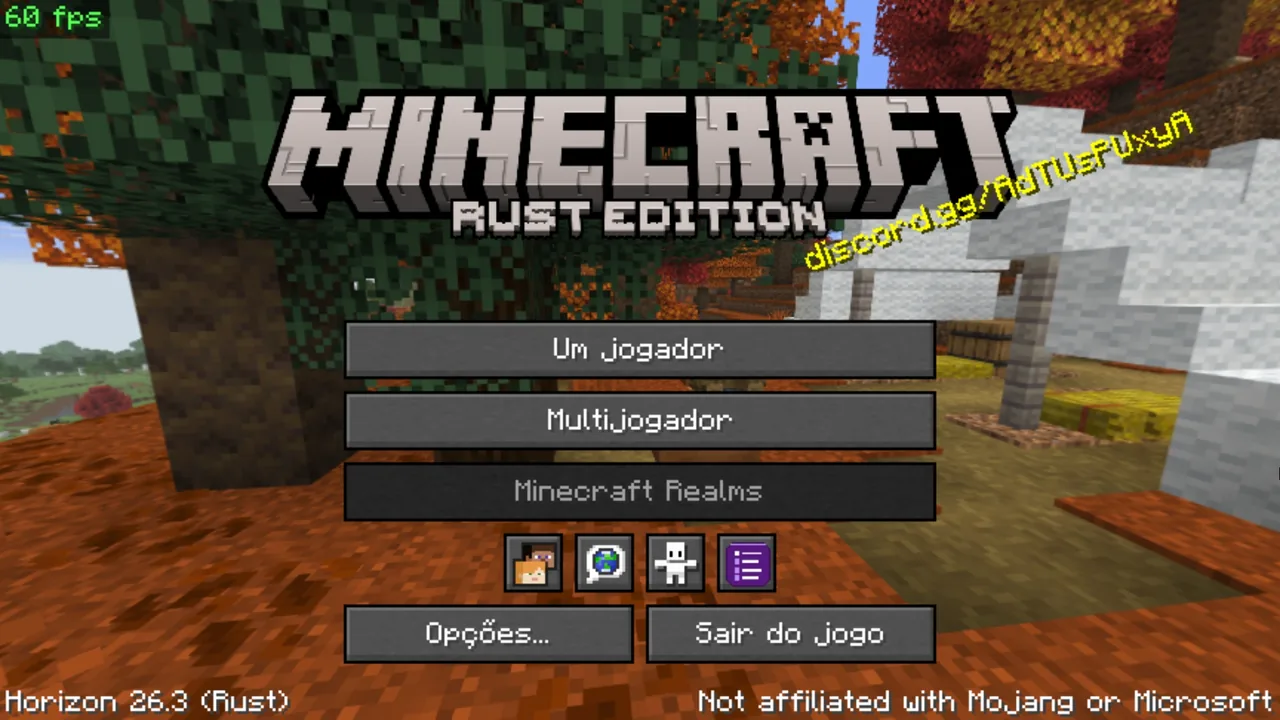 60 fps
MINECRAFT
RUST EDITION
discord.gg/AdTUsPUxyA
Um jogador
Multijogador
Minecraft Realms
Opções...
Sair do jogo
Horizon 26.3 (Rust)
Not affiliated with Mojang or Microsoft